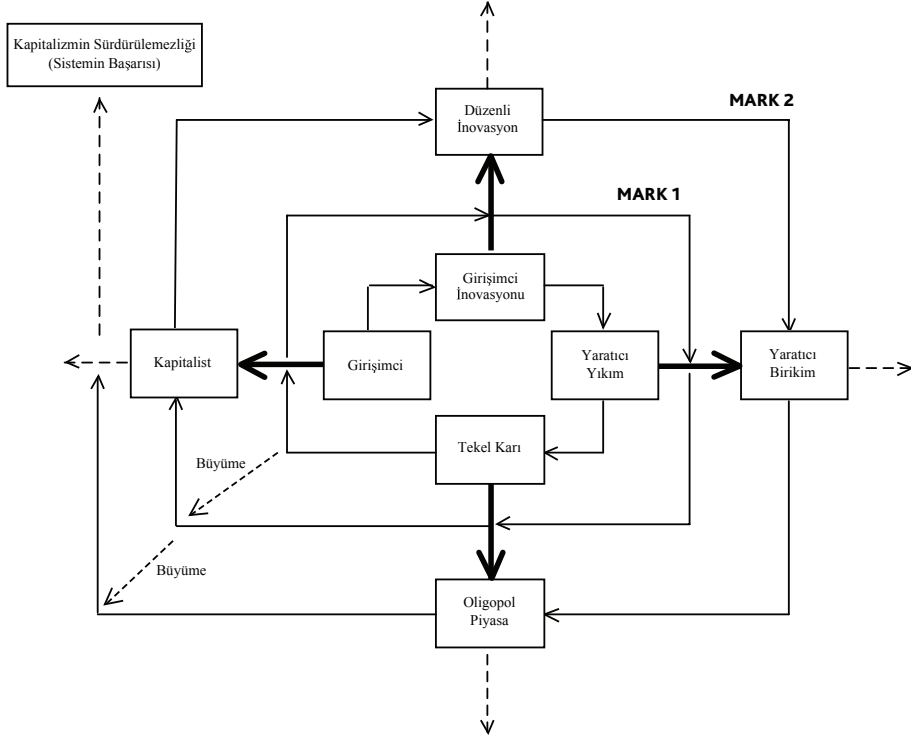 Kapitalizmin Sürdürülemezliği
(Sistemin Başarısı)
Düzenli
İnovasyon
MARK 2
MARK 1
Girişimci
İnovasyonu
Kapitalist
Girişimci
Yaratıcı
Yıkım
Yaratıcı
Birikim
Tekel Karı
Büyüme
Büyüme
Oligopol
Piyasa